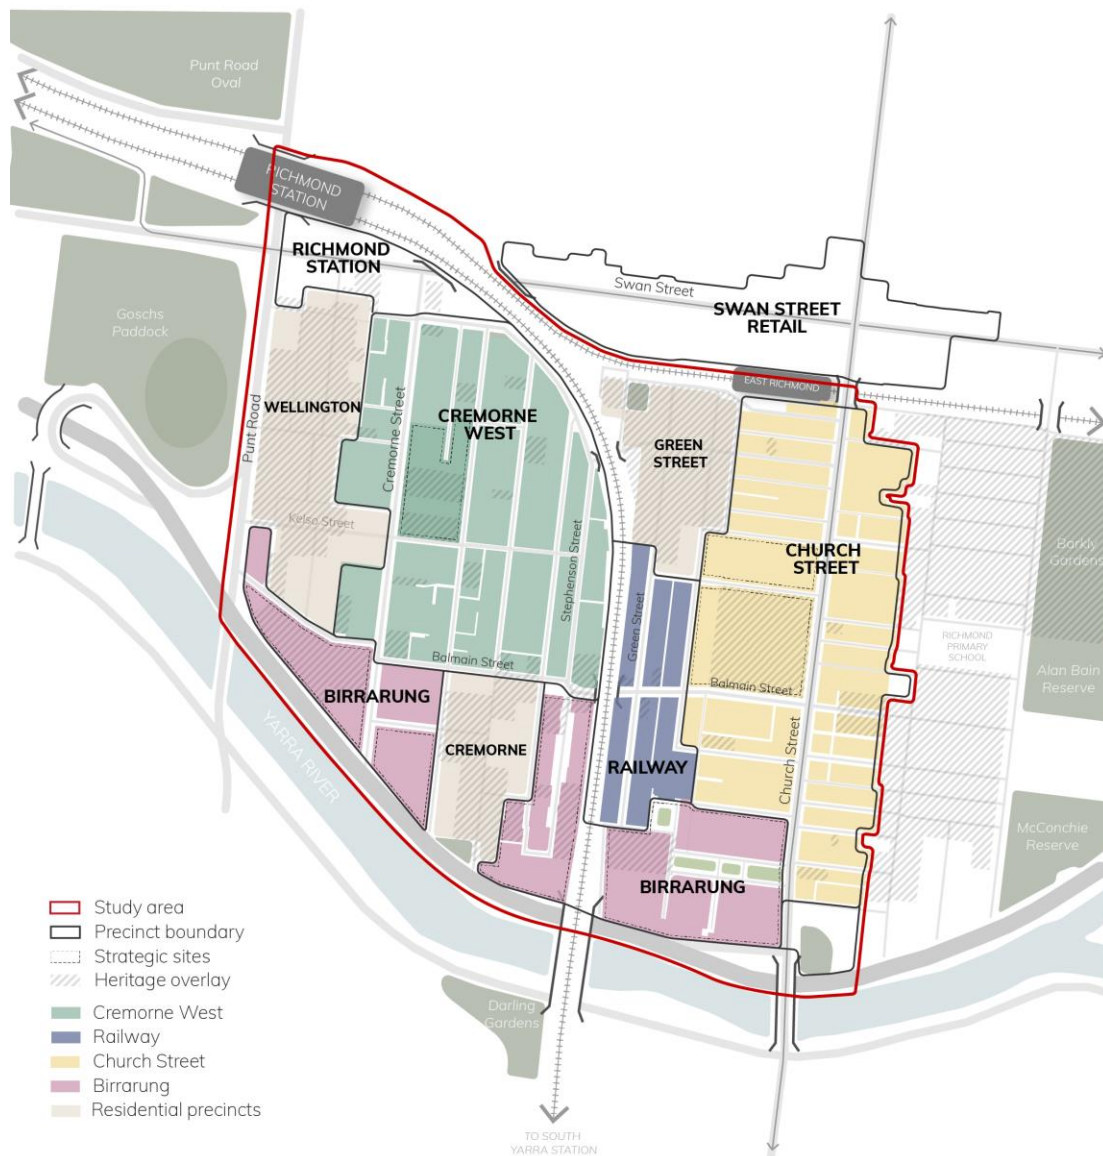 Punt Road
Oval
RICHMOND
STATION
RICHMOND
STATION
Swan Street
SWAN STREET
RETAIL
Goschs
Paddock
EAST RICHMOND
WELLINGTON
Punt Road
Cremorne Street
CREMORNE
WEST
GREEN
STREET
Kelso Street
CHURCH
STREET
Barkly
Gardens
Stephenson Street
Green Street
RICHMOND
PRIMARY
SCHOOL
Balmain Street
Balmain Street
Alan Bain
Reserve
BIRRARUNG
CREMORNE
YARRA RIVER
RAILWAY
Church Street
McConchie
Reserve
BIRRARUNG
Darling
Gardens
TO SOUTH
YARRA STATION
Study area
Precinct boundary
Strategic sites
Heritage overlay
Cremorne West
Railway
Church Street
Birrarung
Residential precincts